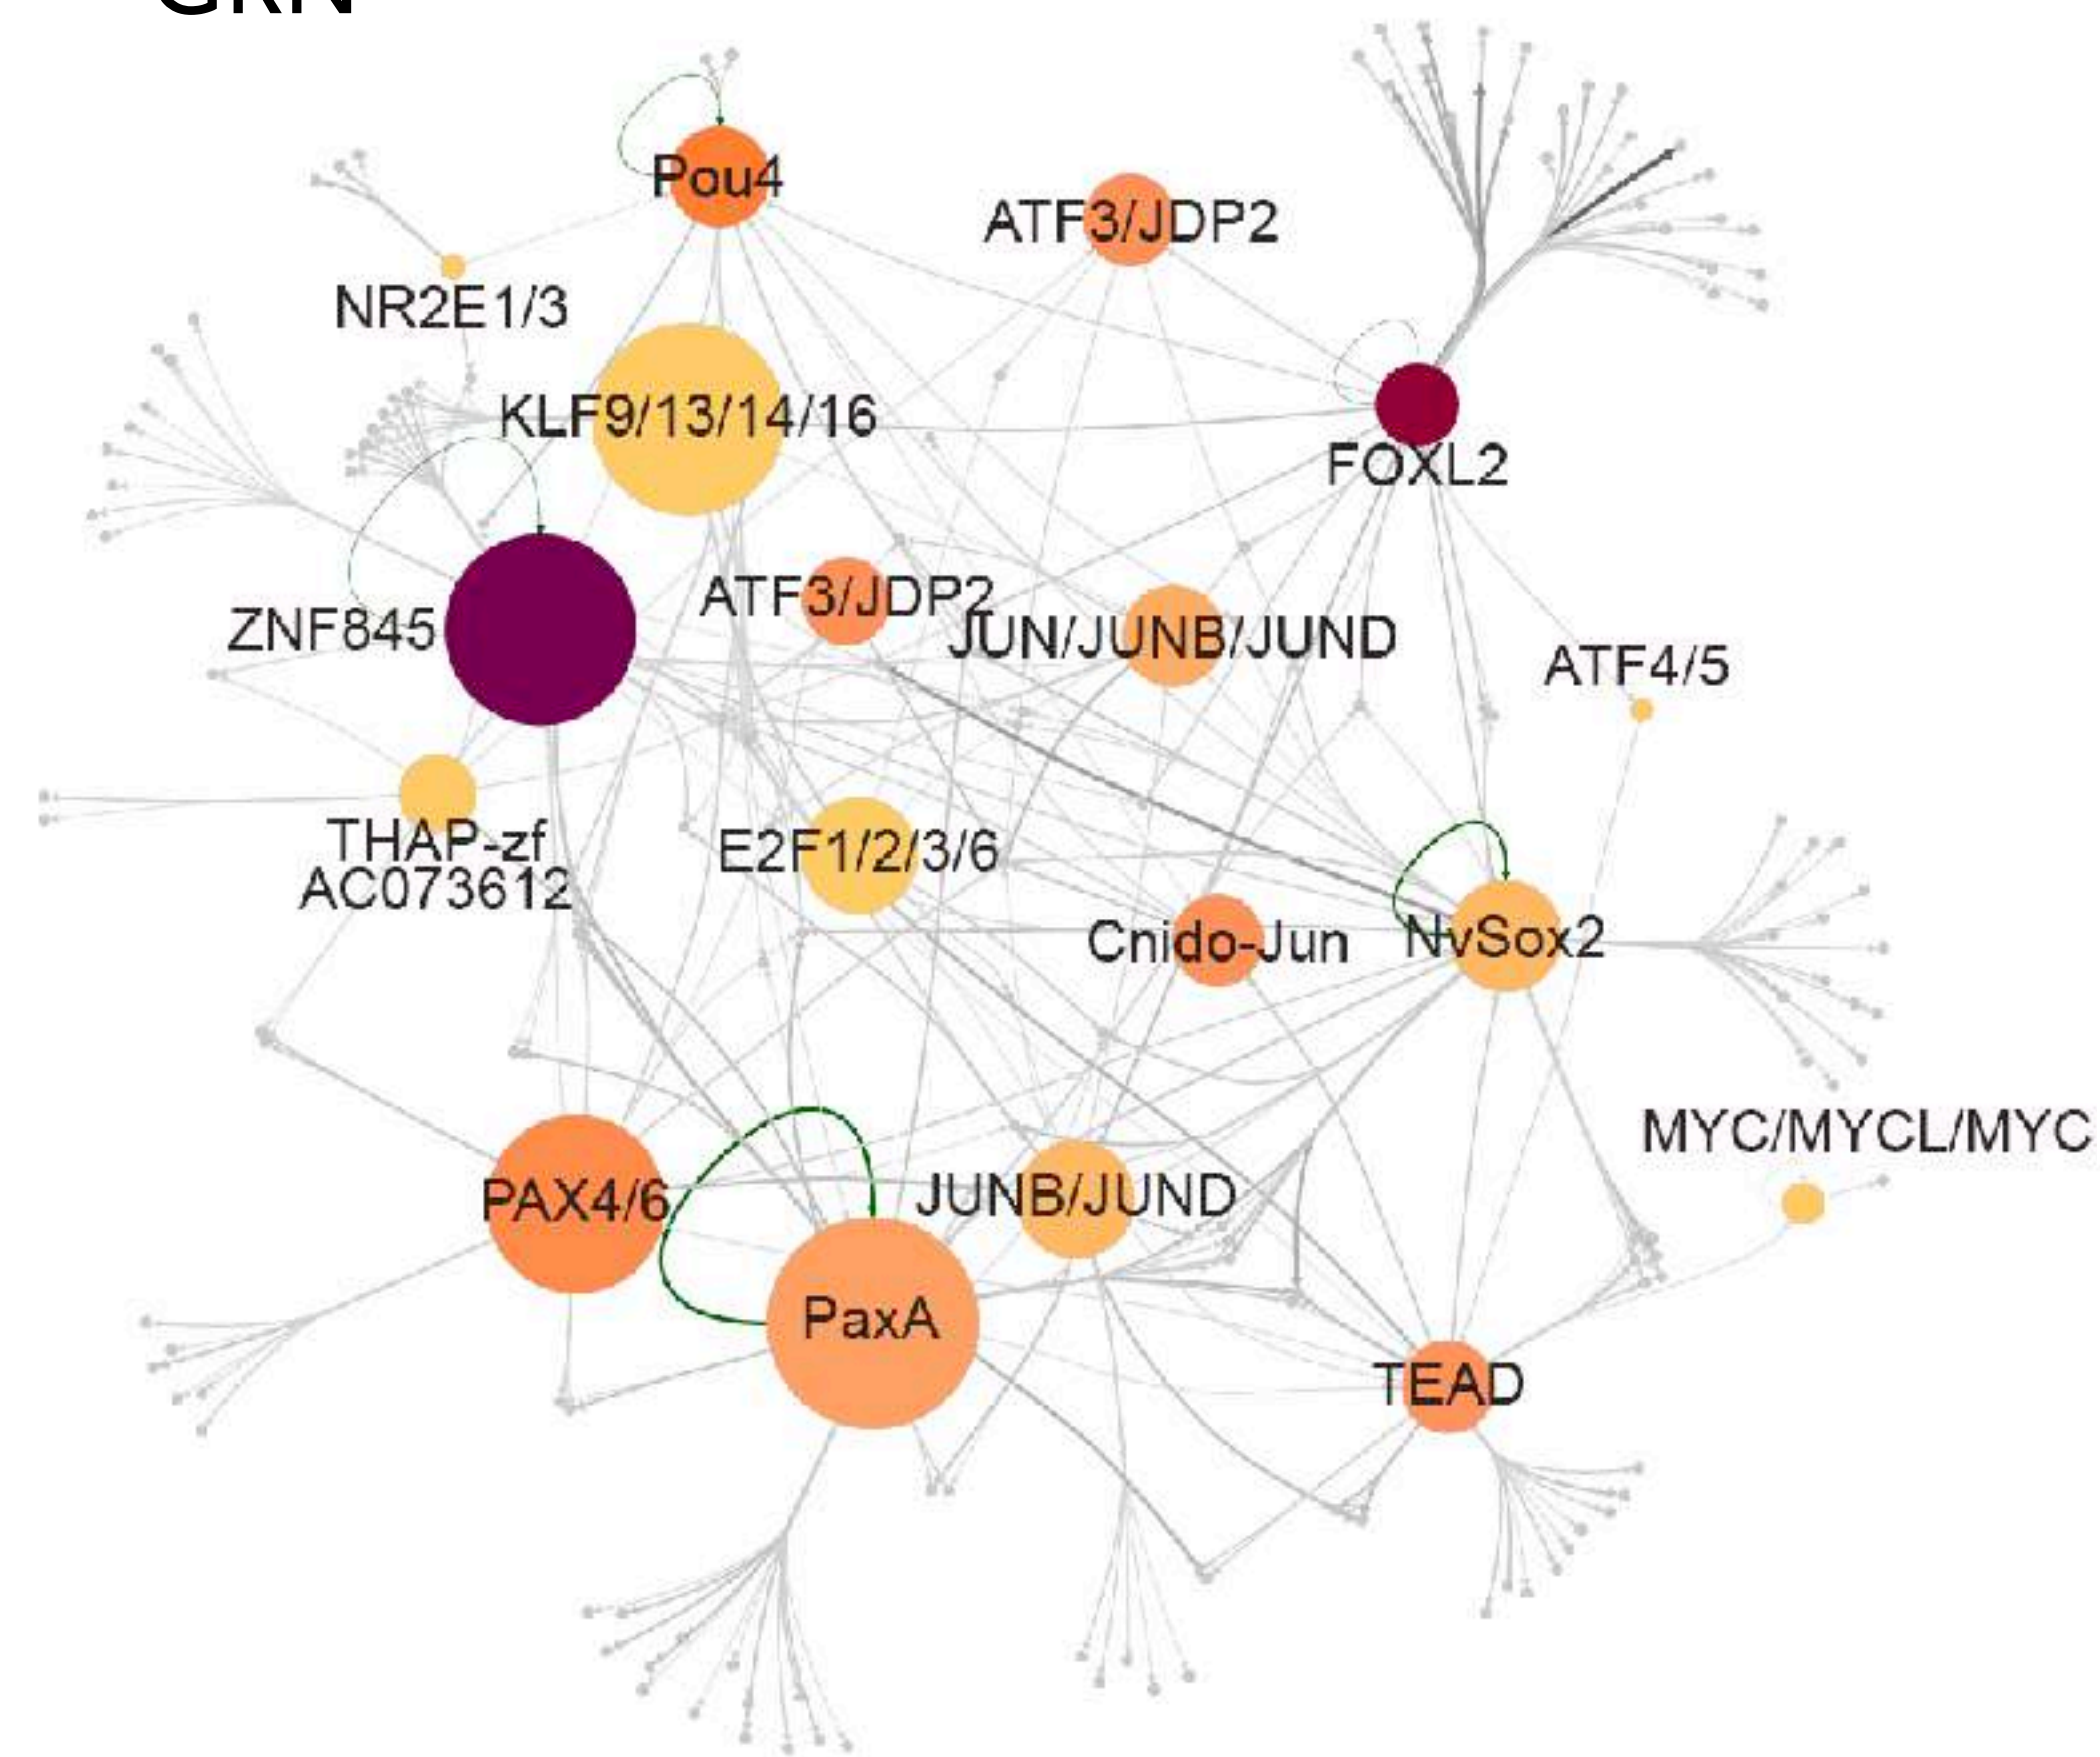 GRN
Pou4
ATF3/JDP2
NR2E1/3
KLF9/13/14/16
FOXL2
ATF3/JDP2
JUN/JUNB/JUND
ZNF845
ATF4/5
THAP-zf
AC073612
E2F1/2/3/6
Cnido-Jun
NvSox2
MYC/MYCL/MYC
PAX4/6
JUNB/JUND
PaxA
TEAD